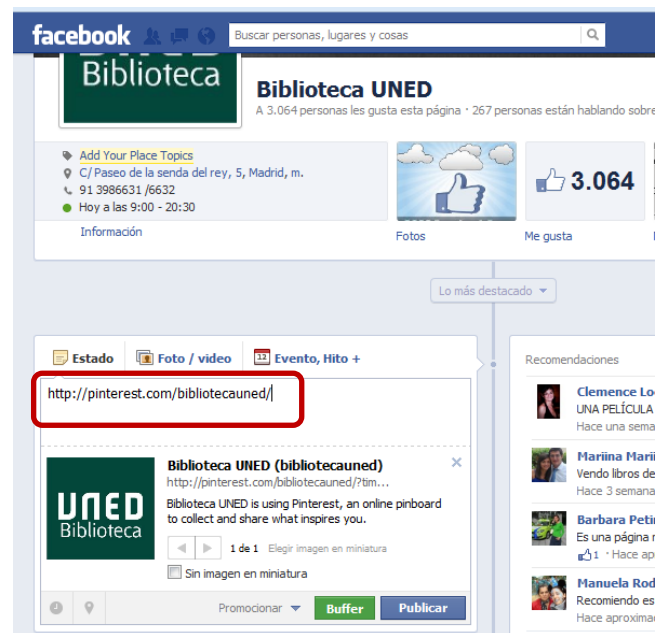 facebook
Buscar personas, lugares y cosas
Biblioteca
Biblioteca UNED
A 3.064 personas les gusta esta página · 267 personas están hablando sobre
Add Your Place Topics
C/ Paseo de la senda del rey, 5, Madrid, m.
91 3986631 /6632
Hoy a las 9:00 - 20:30
Información
Fotos
3.064
Me gusta
Lo más destacado
Estado
Foto / vídeo
12 Evento, Hito +
http://pinterest.com/bibliotecauned/
UNED
Biblioteca
Biblioteca UNED (bibliotecauned)
http://pinterest.com/bibliotecauned/?tim...
Biblioteca UNED is using Pinterest, an online pinboard
to collect and share what inspires you.
1 de 1 Elegir imagen en miniatura
Sin imagen en miniatura
Promocionar
Buffer
Publicar
Recomendaciones
Clemence Lo
UNA PELÍCULA
Hace una sema
Mariina Marii
Vendo libros de
Hace 3 semana
Barbara Peti
Es una página
1 · Hace ap
Manuela Rod
Recomiendo es
Hace aproxima